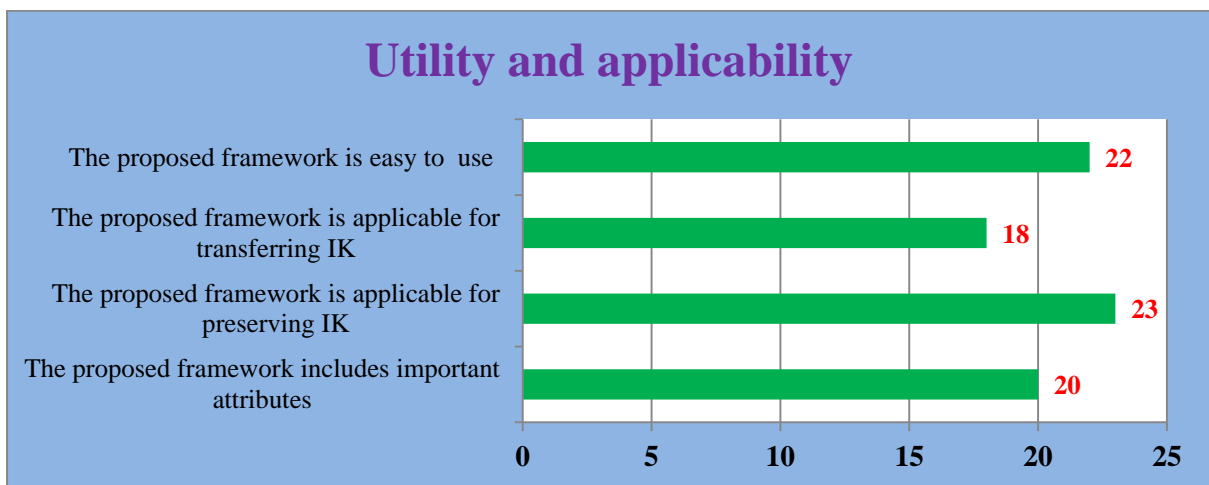 Utility and applicability
The proposed framework is easy to  use
22
The proposed framework is applicable for
transferring IK
18
The proposed framework is applicable for
preserving IK
23
The proposed framework includes important
attributes
20
0 5 10 15 20 25